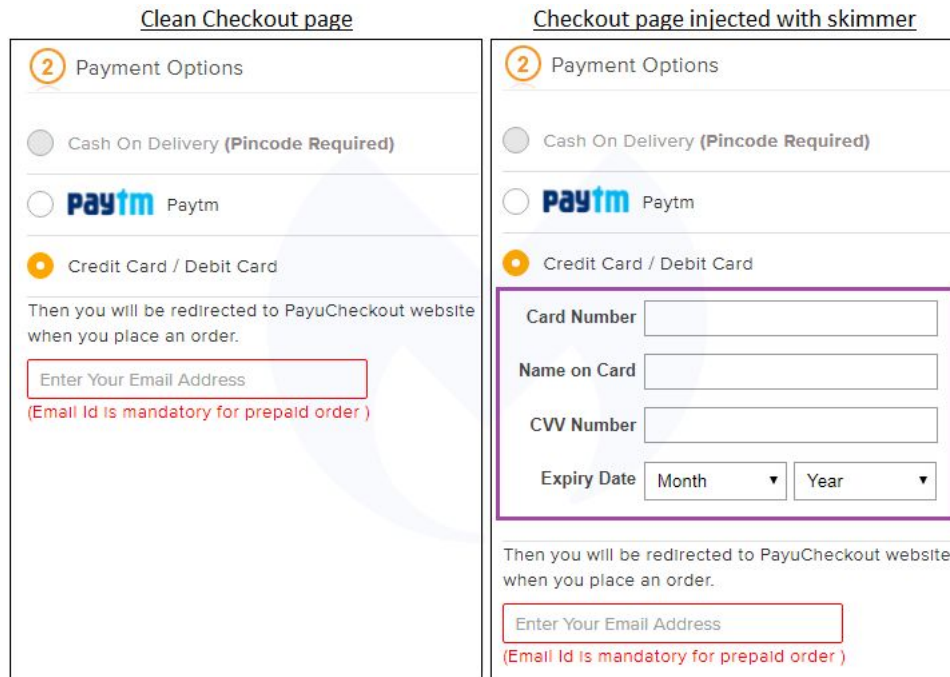 Clean Checkout page
2 Payment Options
Cash On Delivery (Pincode Required)
Paytm Paytm
Credit Card / Debit Card
Then you will be redirected to PayuCheckout website
when you place an order.
Enter Your Email Address
(Email Id is mandatory for prepaid order )
Checkout page injected with skimmer
2 Payment Options
Cash On Delivery (Pincode Required)
Paytm Paytm
Credit Card / Debit Card
Card Number
Name on Card
CVV Number
Expiry Date Month Year
Then you will be redirected to PayuCheckout website
when you place an order.
Enter Your Email Address
(Email Id is mandatory for prepaid order )